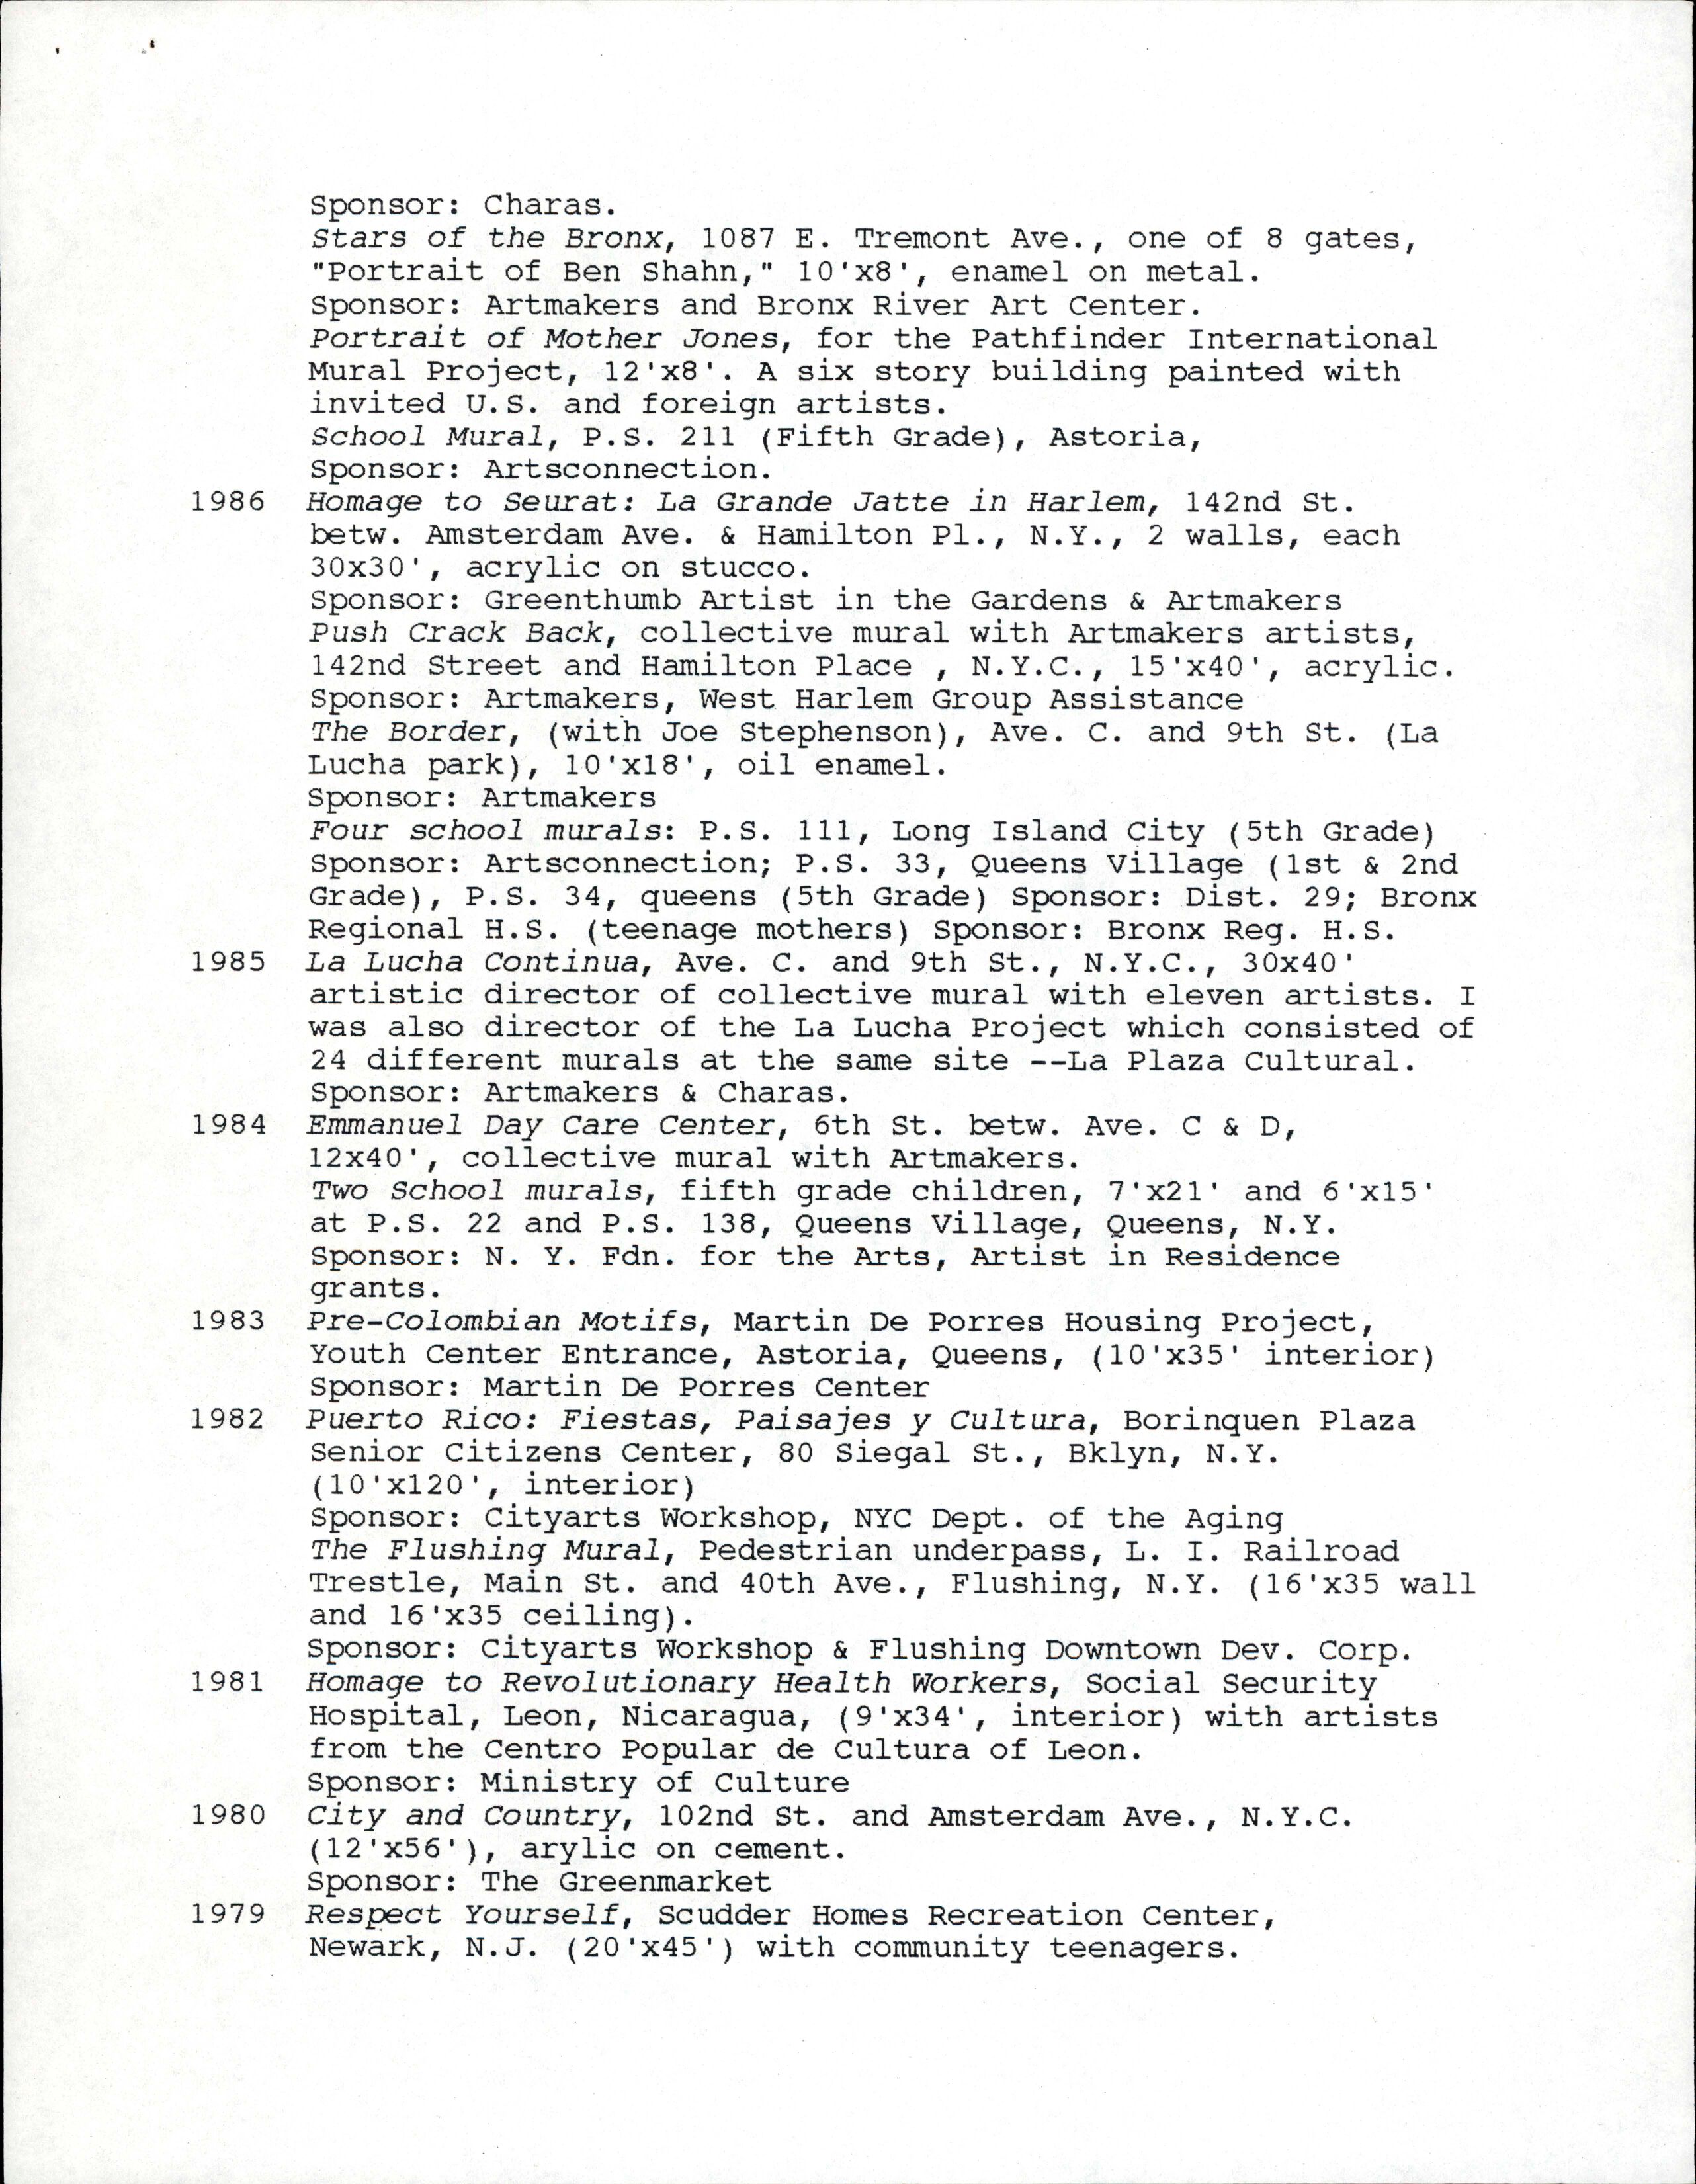 Sponsor: Charas.
Stars of the Bronx, 1087 E. Tremont Ave., one of 8 gates,
"Portrait of Ben Shahn," 10'x8', enamel on metal.
Sponsor: Artmakers and Bronx River Art Center.
Portrait of Mother Jones, for the Pathfinder International
Mural Project, 12'x8'. A six story building painted with
invited U.S. and foreign artists.
School Mural, P.S. 211 (Fifth Grade), Astoria,
Sponsor: Artsconnection.
1986 Homage to Seurat: La Grande Jatte in Harlem, 142nd St.
betw. Amsterdam Ave. & Hamilton Pl., N.Y., 2 walls, each
30x30', acrylic on stucco.
Sponsor: Greenthumb Artist in the Gardens & Artmakers
Push Crack Back, collective mural with Artmakers artists,
142nd Street and Hamilton Place , N.Y.C., 15'x40', acrylic.
Sponsor: Artmakers, West Harlem Group Assistance
The Border, (with Joe Stephenson), Ave. C. and 9th St. (La
Lucha park), 10'x18', oil enamel.
Sponsor: Artmakers
Four school murals: P.S. 111, Long Island City (5th Grade)
Sponsor: Artsconnection; P.S. 33, Queens Village (1st & 2nd
Grade), P.S. 34, queens (5th Grade) Sponsor: Dist. 29; Bronx
Regional H.S. (teenage mothers) Sponsor: Bronx Reg. H.S.
1985 La Lucha Continua, Ave. C. and 9th St., N.Y.C., 30x40'
artistic director of collective mural with eleven artists. I
was also director of the La Lucha Project which consisted of
24 different murals at the same site --La Plaza Cultural.
Sponsor: Artmakers & Charas.
1984 Emmanuel Day Care Center, 6th St. betw. Ave. C & D,
12x40', collective mural with Artmakers.
Two School murals, fifth grade children, 7'x21' and 6'x15'
at P.S. 22 and P.S. 138, Queens Village, Queens, N.Y.
Sponsor: N. Y. Fdn. for the Arts, Artist in Residence
grants.
1983 Pre-Colombian Motifs, Martin De Porres Housing Project,
Youth Center Entrance, Astoria, Queens, (10'x35' interior)
Sponsor: Martin De Porres Center
1982 Puerto Rico: Fiestas, Paisajes y Cultura, Borinquen Plaza
Senior Citizens Center, 80 Siegal St., Bklyn, N.Y.
(10'x120', interior)
Sponsor: Cityarts Workshop, NYC Dept. of the Aging
The Flushing Mural, Pedestrian underpass, L. I. Railroad
Trestle, Main St. and 40th Ave., Flushing, N.Y. (16'x35 wall
and 16'x35 ceiling).
Sponsor: Cityarts Workshop & Flushing Downtown Dev. Corp.
1981 Homage to Revolutionary Health Workers, Social Security
Hospital, Leon, Nicaragua, (9'x34', interior) with artists
from the Centro Popular de Cultura of Leon.
Sponsor: Ministry of Culture
1980 City and Country, 102nd St. and Amsterdam Ave., N.Y.C.
(12'x56'), arylic on cement.
Sponsor: The Greenmarket
1979 Respect Yourself, Scudder Homes Recreation Center,
Newark, N.J. (20'x45') with community teenagers.